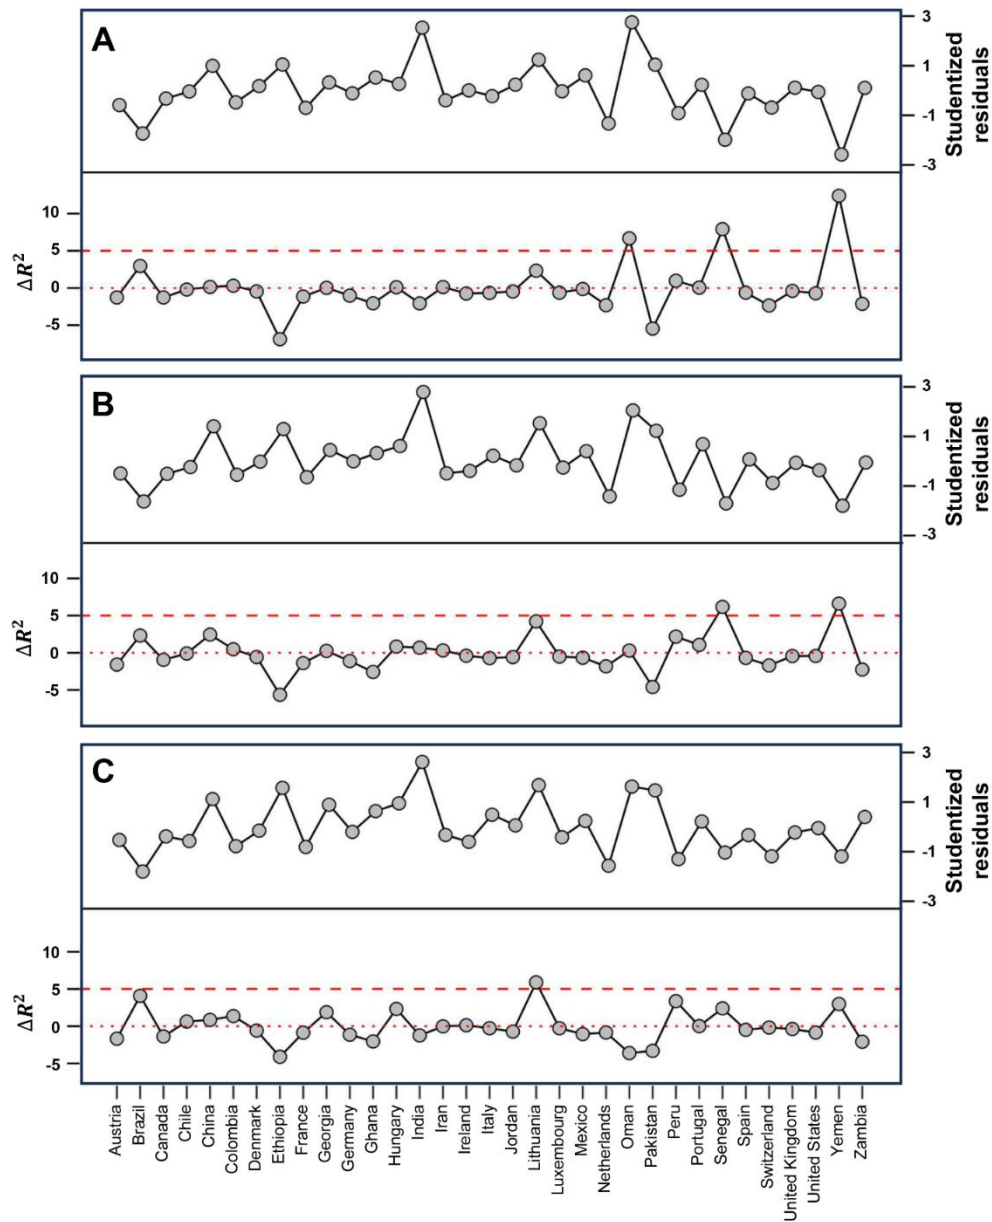 A
3
1
-1
-3
Studentized
residuals
10
5
0
-5
ΔR²
B
3
1
-1
-3
Studentized
residuals
10
5
0
-5
ΔR²
C
3
1
-1
-3
Studentized
residuals
10
5
0
-5
ΔR²
Austria
Brazil
Canada
Chile
China
Colombia
Denmark
Ethiopia
France
Georgia
Germany
Ghana
Hungary
India
Iran
Ireland
Italy
Jordan
Lithuania
Luxembourg
Mexico
Netherlands
Oman
Pakistan
Peru
Portugal
Senegal
Spain
Switzerland
United Kingdom
United States
Yemen
Zambia